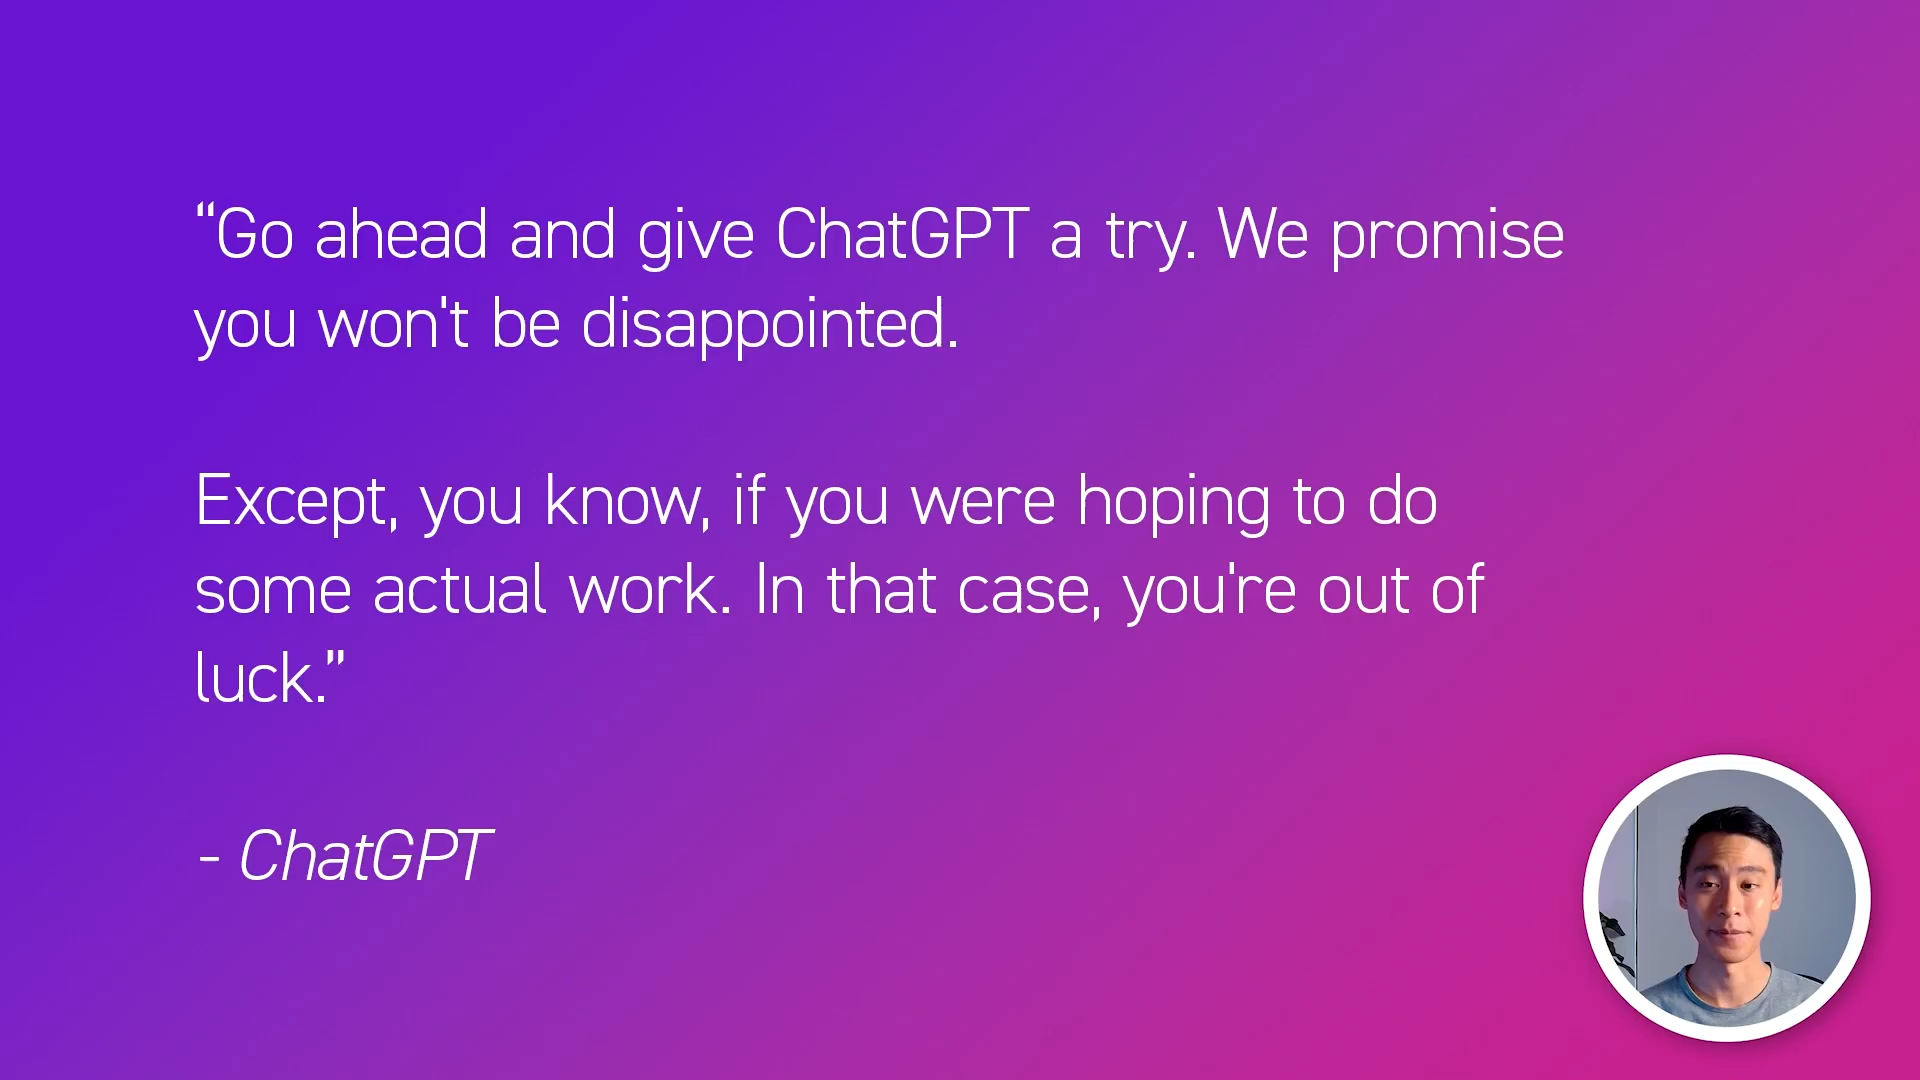 “Go ahead and give ChatGPT a try. We promise
you won't be disappointed.
Except, you know, if you were hoping to do
some actual work. In that case, you're out of
luck.”
- ChatGPT